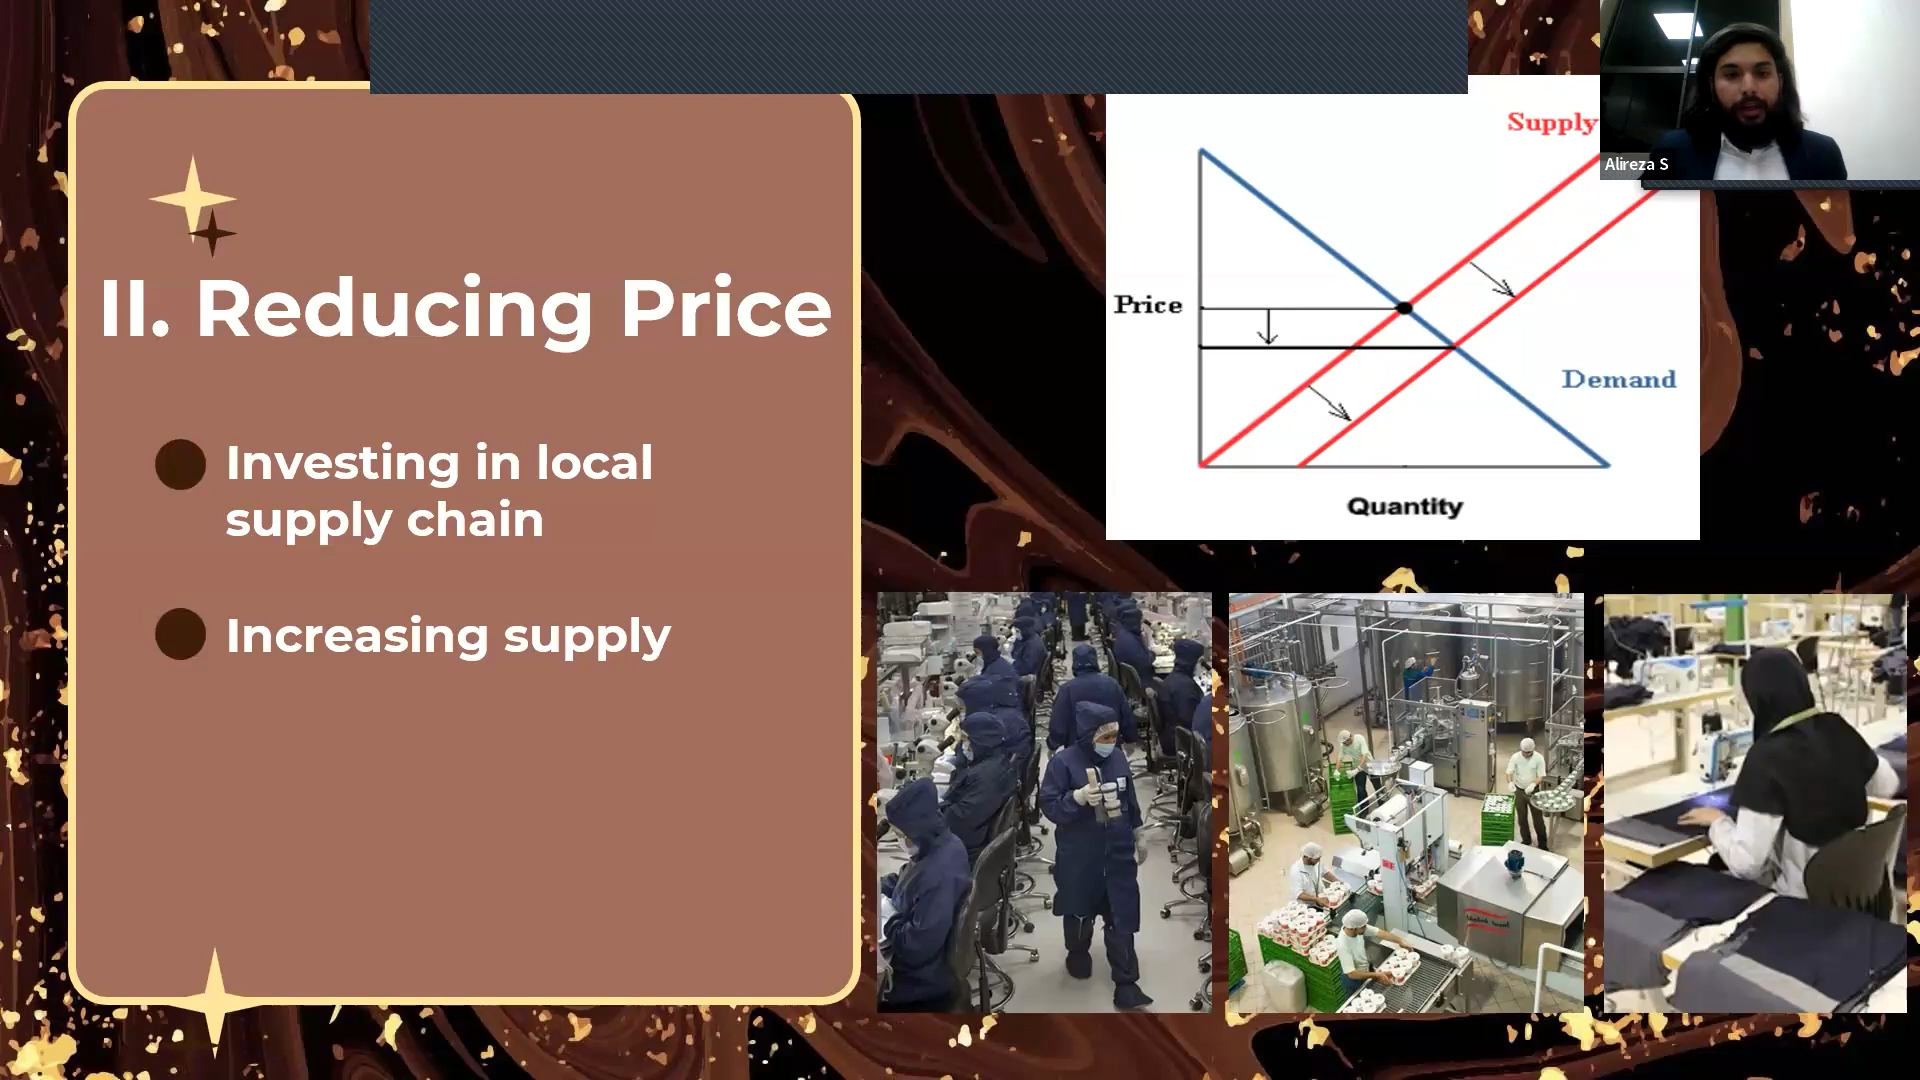 II. Reducing Price
Investing in local
supply chain
Increasing supply
Supply
Price
Demand
Quantity
Alireza S